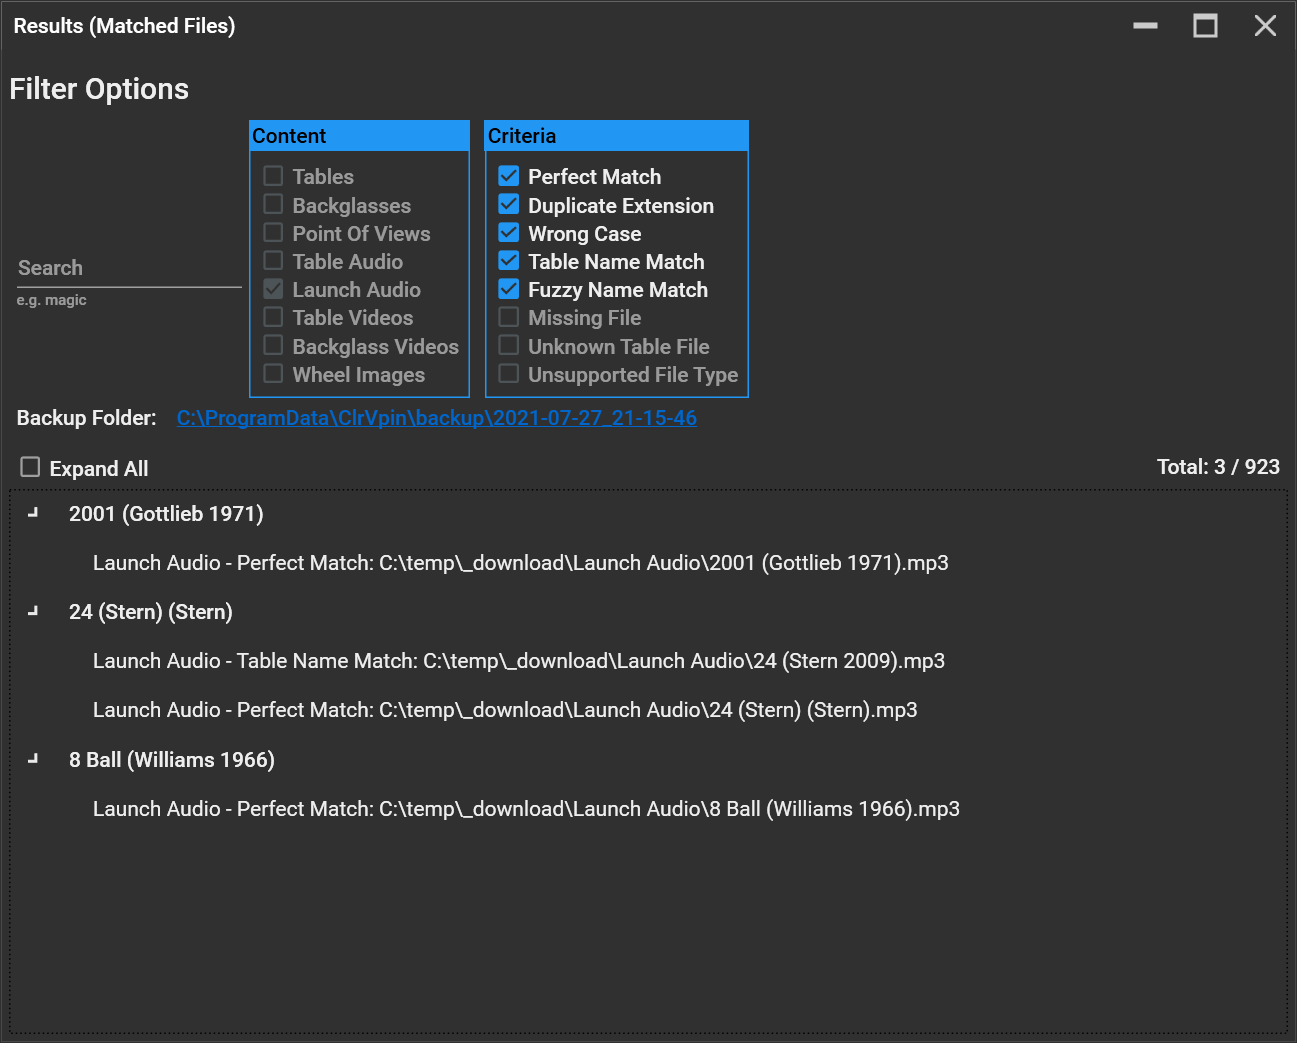 Results (Matched Files)
Filter Options
Search
e.g. magic
Content
Tables
Backglasses
Point Of Views
Table Audio
Launch Audio
Table Videos
Backglass Videos
Wheel Images
Criteria
Perfect Match
Duplicate Extension
Wrong Case
Table Name Match
Fuzzy Name Match
Missing File
Unknown Table File
Unsupported File Type
Backup Folder: C:\ProgramData\ClrVpin\backup\2021-07-27_21-15-46
Expand All
Total: 3 / 923
2001 (Gottlieb 1971)
Launch Audio - Perfect Match: C:\temp\_download\Launch Audio\2001 (Gottlieb 1971).mp3
24 (Stern) (Stern)
Launch Audio - Table Name Match: C:\temp\_download\Launch Audio\24 (Stern 2009).mp3
Launch Audio - Perfect Match: C:\temp\_download\Launch Audio\24 (Stern) (Stern).mp3
8 Ball (Williams 1966)
Launch Audio - Perfect Match: C:\temp\_download\Launch Audio\8 Ball (Williams 1966).mp3